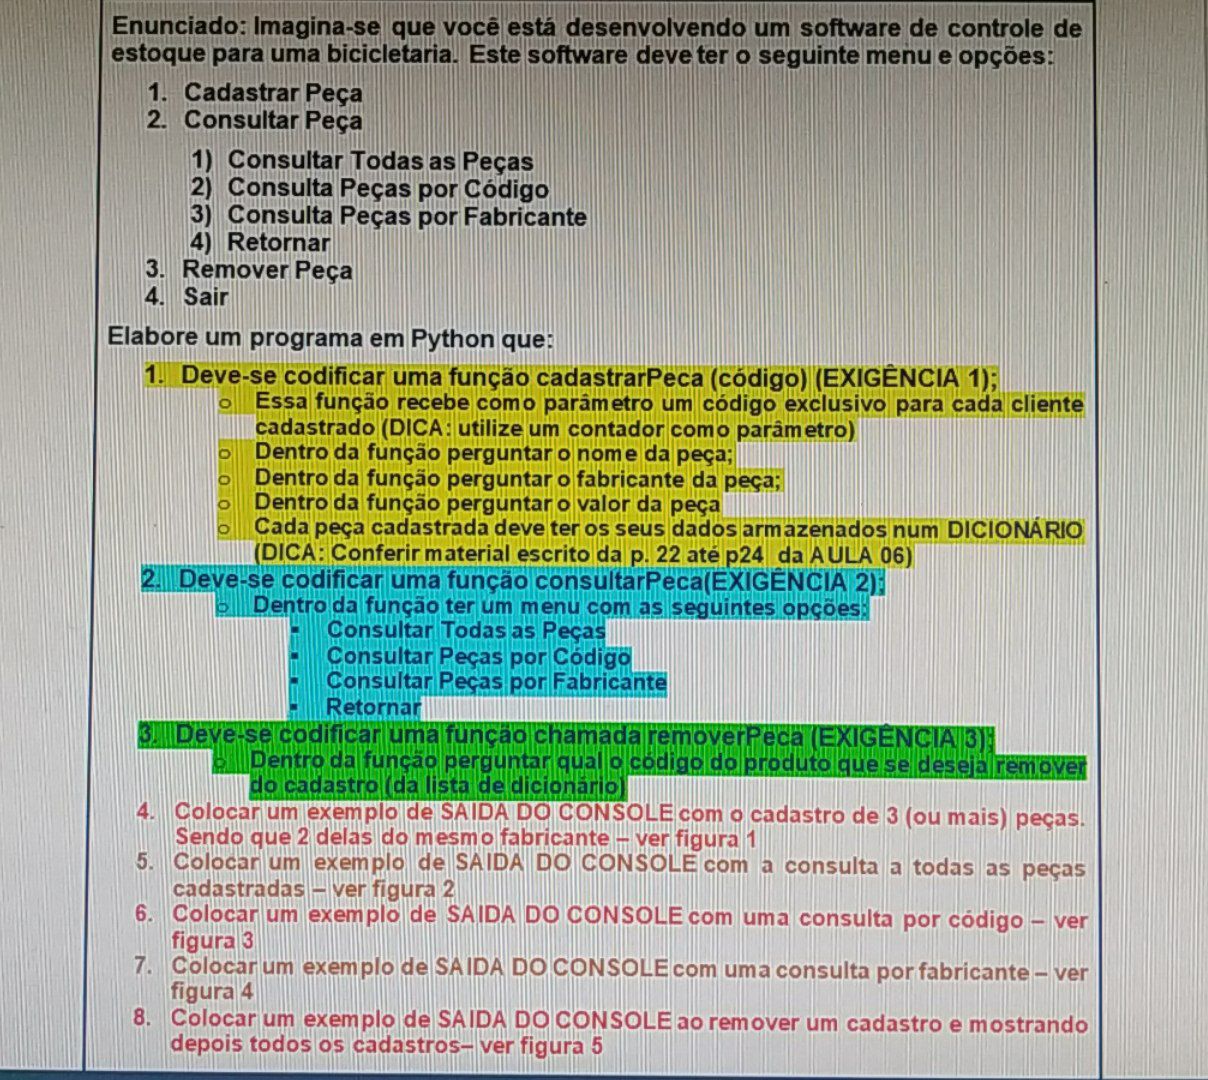 Enunciado: Imagina-se que você está desenvolvendo um software de controle de
estoque para uma bicicletaria. Este software deve ter o seguinte menu e opções:
1. Cadastrar Peça
2. Consultar Peça
1) Consultar Todas as Peças
2) Consulta Peças por Código
3) Consulta Peças por Fabricante
4) Retornar
3. Remover Peça
4. Sair
Elabore um programa em Python que:
1. Deve-se codificar uma função cadastrarPeca (código) (EXIGÊNCIA 1);
o Essa função recebe como parâmetro um código exclusivo para cada cliente
cadastrado (DICA: utilize um contador como parâmetro)
o Dentro da função perguntar o nome da peça;
o Dentro da função perguntar o fabricante da peça;
o Dentro da função perguntar o valor da peça
o Cada peça cadastrada deve ter os seus dados armazenados num DICIONÁRIO
(DICA: Conferir material escrito da p. 22 até p24 da AULA 06)
2. Deve-se codificar uma função consultarPeca(EXIGÊNCIA 2);
o Dentro da função ter um menu com as seguintes opções:
▪ Consultar Todas as Peças
▪ Consultar Peças por Código
▪ Consultar Peças por Fabricante
▪ Retornar
3. Deve-se codificar uma função chamada removerPeca (EXIGÊNCIA 3);
o Dentro da função perguntar qual o código do produto que se deseja remover
do cadastro (da lista de dicionário)
4. Colocar um exemplo de SAIDA DO CONSOLE com o cadastro de 3 (ou mais) peças.
Sendo que 2 delas do mesmo fabricante – ver figura 1
5. Colocar um exemplo de SAIDA DO CONSOLE com a consulta a todas as peças
cadastradas – ver figura 2
6. Colocar um exemplo de SAIDA DO CONSOLE com uma consulta por código – ver
figura 3
7. Colocar um exemplo de SAIDA DO CONSOLE com uma consulta por fabricante – ver
figura 4
8. Colocar um exemplo de SAIDA DO CONSOLE ao remover um cadastro e mostrando
depois todos os cadastros– ver figura 5